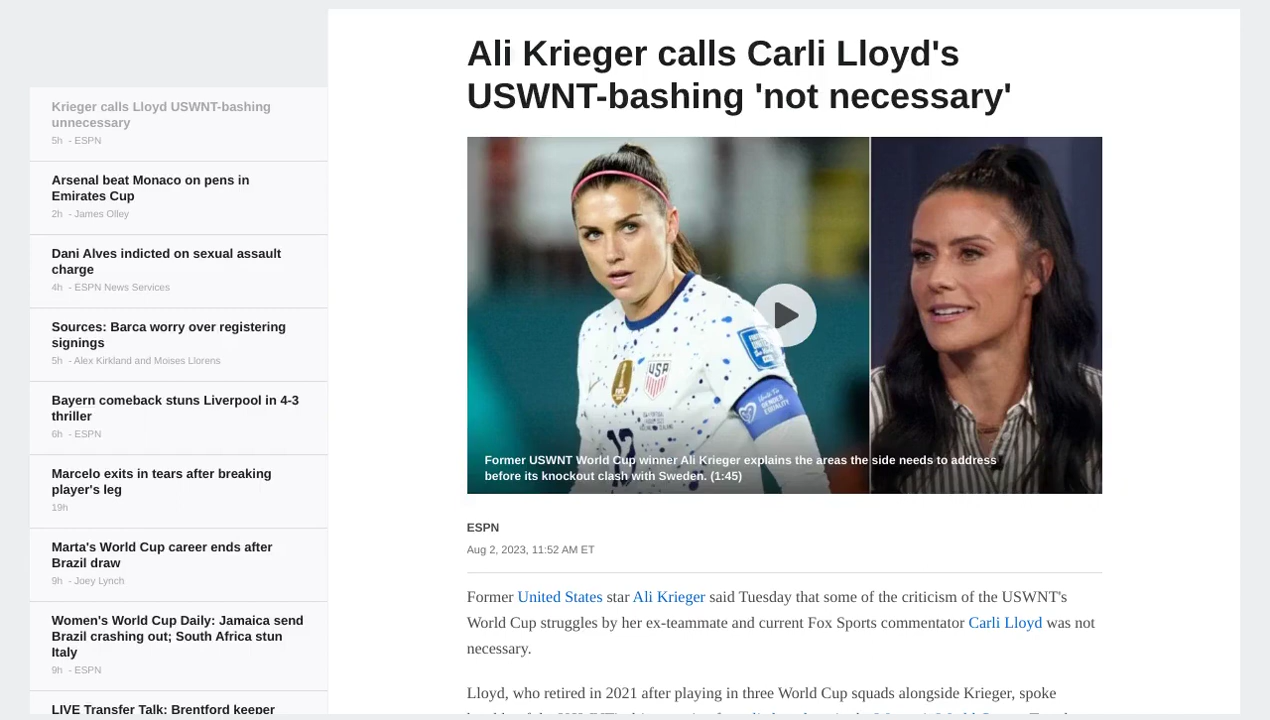 Krieger calls Lloyd USWNT-bashing
unnecessary
5h - ESPN
Arsenal beat Monaco on pens in
Emirates Cup
2h - James Olley
Dani Alves indicted on sexual assault
charge
4h - ESPN News Services
Sources: Barca worry over registering
signings
5h - Alex Kirkland and Moises Llorens
Bayern comeback stuns Liverpool in 4-3
thriller
6h - ESPN
Marcelo exits in tears after breaking
player's leg
19h
Marta's World Cup career ends after
Brazil draw
9h - Joey Lynch
Women's World Cup Daily: Jamaica send
Brazil crashing out; South Africa stun
Italy
9h - ESPN
LIVE Transfer Talk: Brentford keeper
Ali Krieger calls Carli Lloyd's
USWNT-bashing 'not necessary'
USA
GENDER
EQUALITY
Former USWNT World Cup winner Ali Krieger explains the areas the side needs to address
before its knockout clash with Sweden. (1:45)
ESPN
Aug 2, 2023, 11:52 AM ET
Former United States star Ali Krieger said Tuesday that some of the criticism of the USWNT's
World Cup struggles by her ex-teammate and current Fox Sports commentator Carli Lloyd was not
necessary.
Lloyd, who retired in 2021 after playing in three World Cup squads alongside Krieger, spoke